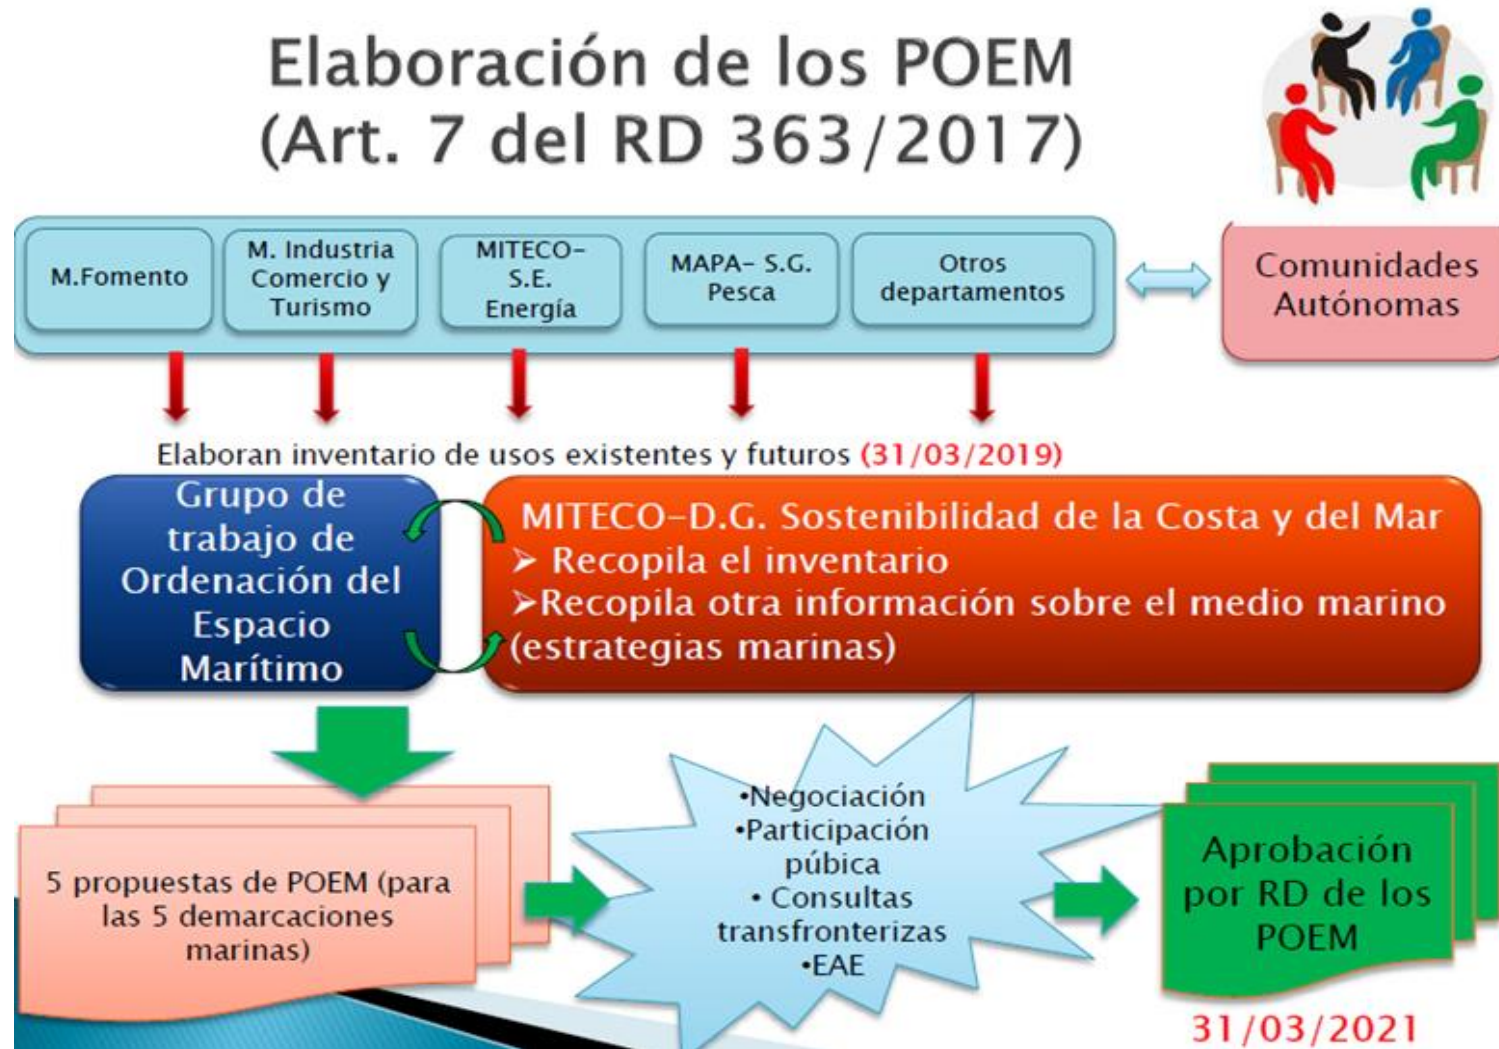 Elaboración de los POEM
(Art. 7 del RD 363/2017)
M.Fomento
M. Industria
Comercio y
Turismo
MITECO-
S.E.
Energía
MAPA- S.G.
Pesca
Otros
departamentos
Comunidades
Autónomas
Elaboran inventario de usos existentes y futuros (31/03/2019)
Grupo de
trabajo de
Ordenación del
Espacio
Marítimo
MITECO-D.G. Sostenibilidad de la Costa y del Mar
➢ Recopila el inventario
➢Recopila otra información sobre el medio marino
(estrategias marinas)
5 propuestas de POEM (para
las 5 demarcaciones
marinas)
•Negociación
•Participación
púbica
• Consultas
transfronterizas
•EAE
Aprobación
por RD de los
POEM
31/03/2021